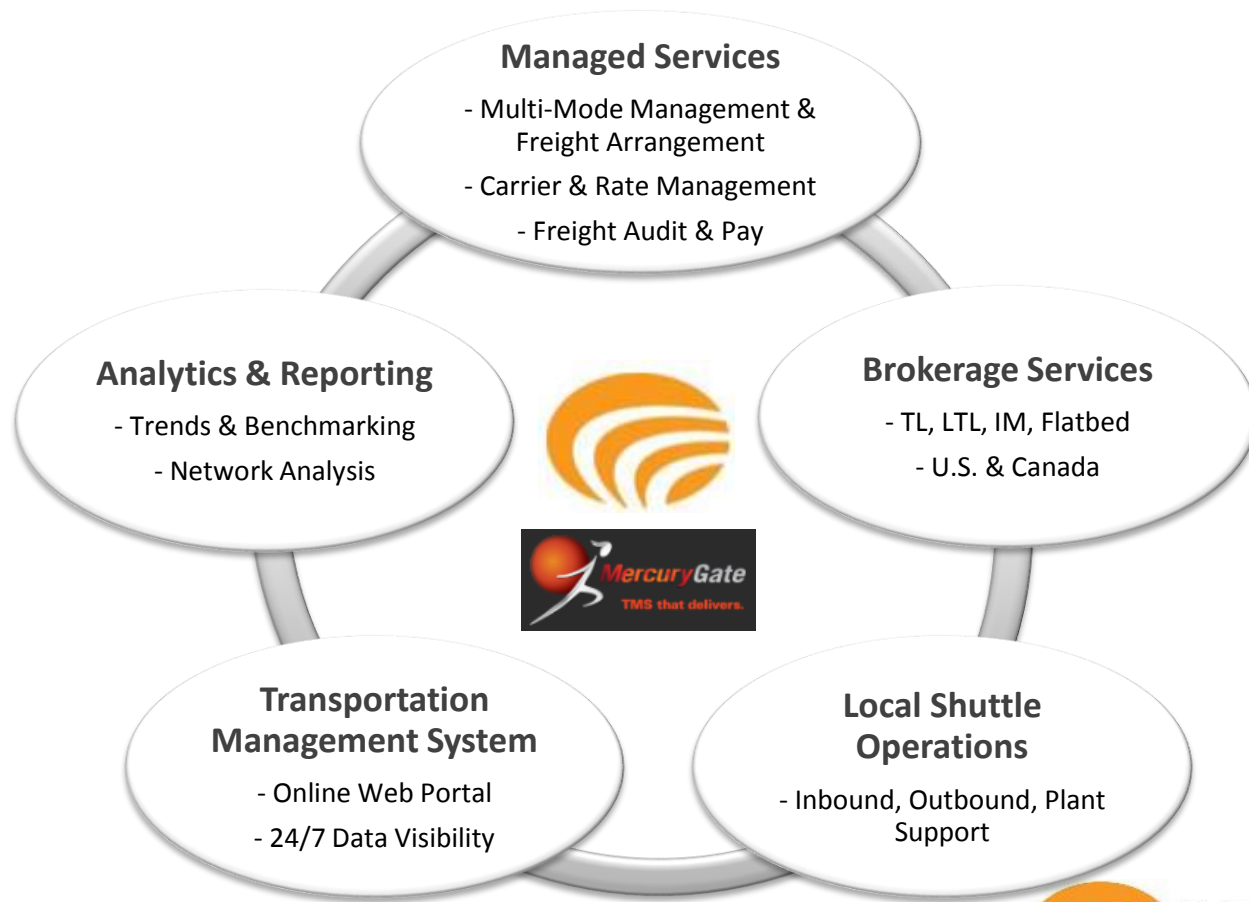 Managed Services
- Multi-Mode Management &
Freight Arrangement
- Carrier & Rate Management
- Freight Audit & Pay
Analytics & Reporting
- Trends & Benchmarking
- Network Analysis
Brokerage Services
- TL, LTL, IM, Flatbed
- U.S. & Canada
MercuryGate
TMS that delivers.
Transportation
Management System
- Online Web Portal
- 24/7 Data Visibility
Local Shuttle
Operations
- Inbound, Outbound, Plant
Support